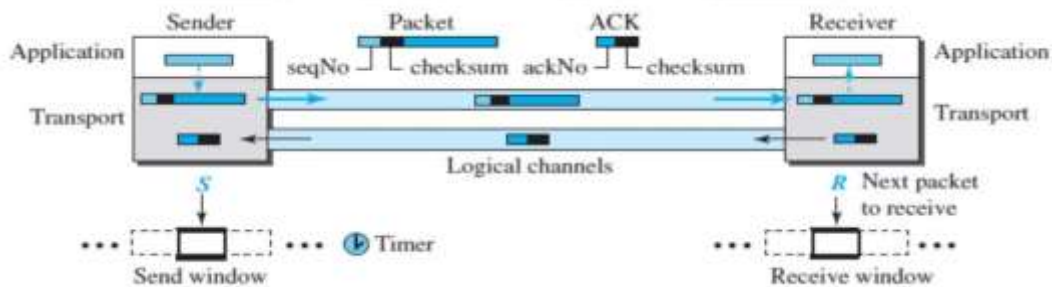 Sender Packet ACK Receiver
Application Application
seqNo checksum ackNo checksum
Transport Transport
Logical channels
S R Next packet
to receive
Timer
Send window Receive window